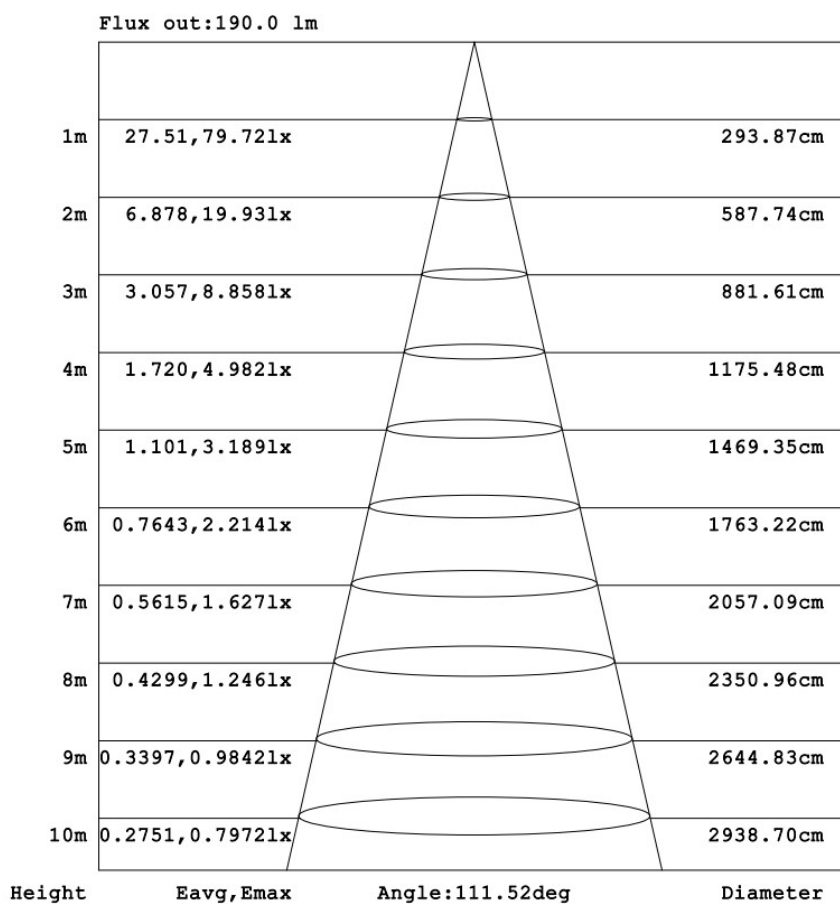 Flux out:190.0 lm
1m 27.51,79.72lx 293.87cm
2m 6.878,19.93lx 587.74cm
3m 3.057,8.858lx 881.61cm
4m 1.720,4.982lx 1175.48cm
5m 1.101,3.189lx 1469.35cm
6m 0.7643,2.214lx 1763.22cm
7m 0.5615,1.627lx 2057.09cm
8m 0.4299,1.246lx 2350.96cm
9m 0.3397,0.9842lx 2644.83cm
10m 0.2751,0.7972lx 2938.70cm
Height Eavg,Emax Angle:111.52deg Diameter